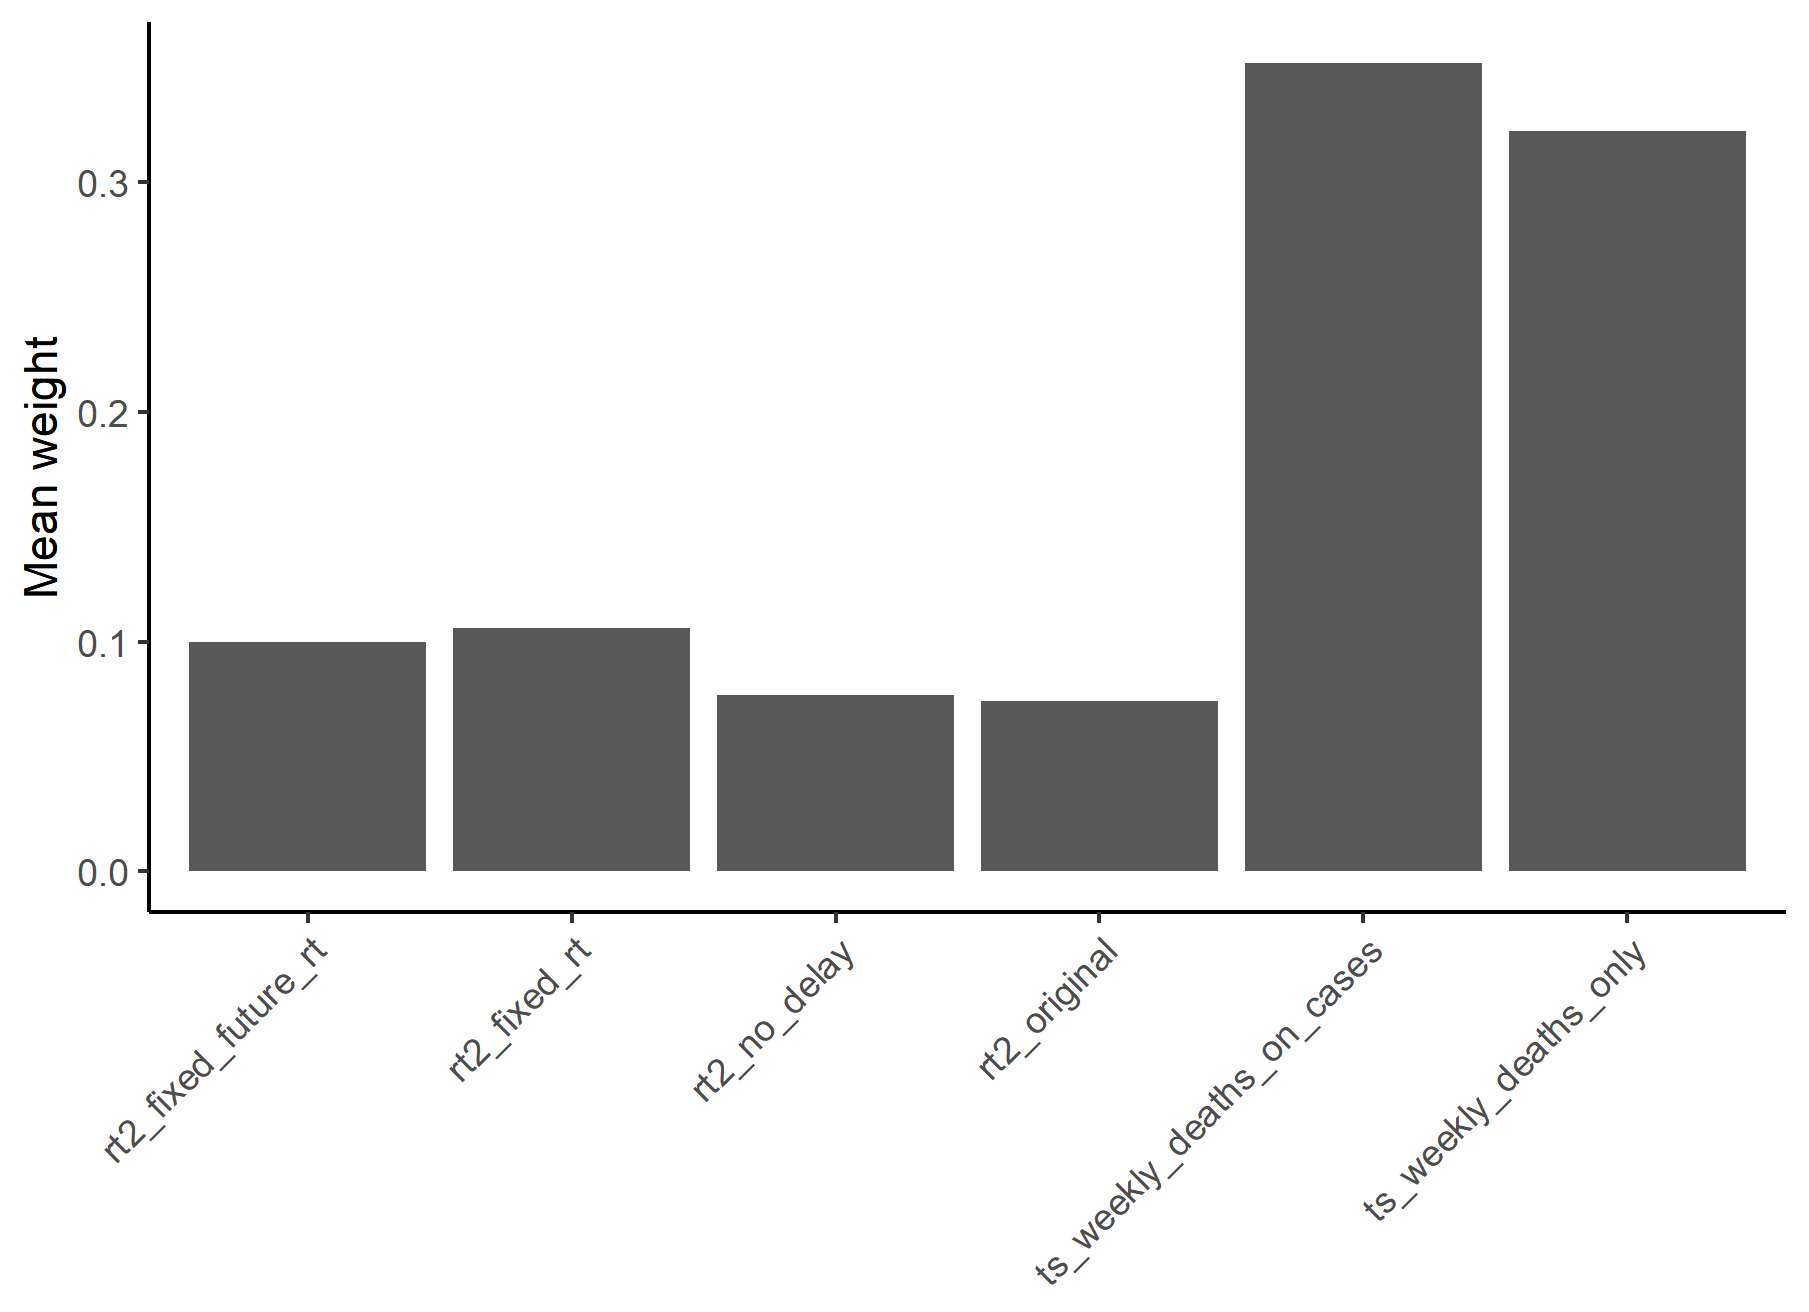 Mean weight
0.3
0.2
0.1
0.0
rt2_fixed_future_rt
rt2_fixed_rt
rt2_no_delay
rt2_original
ts_weekly_deaths_on_cases
ts_weekly_deaths_only